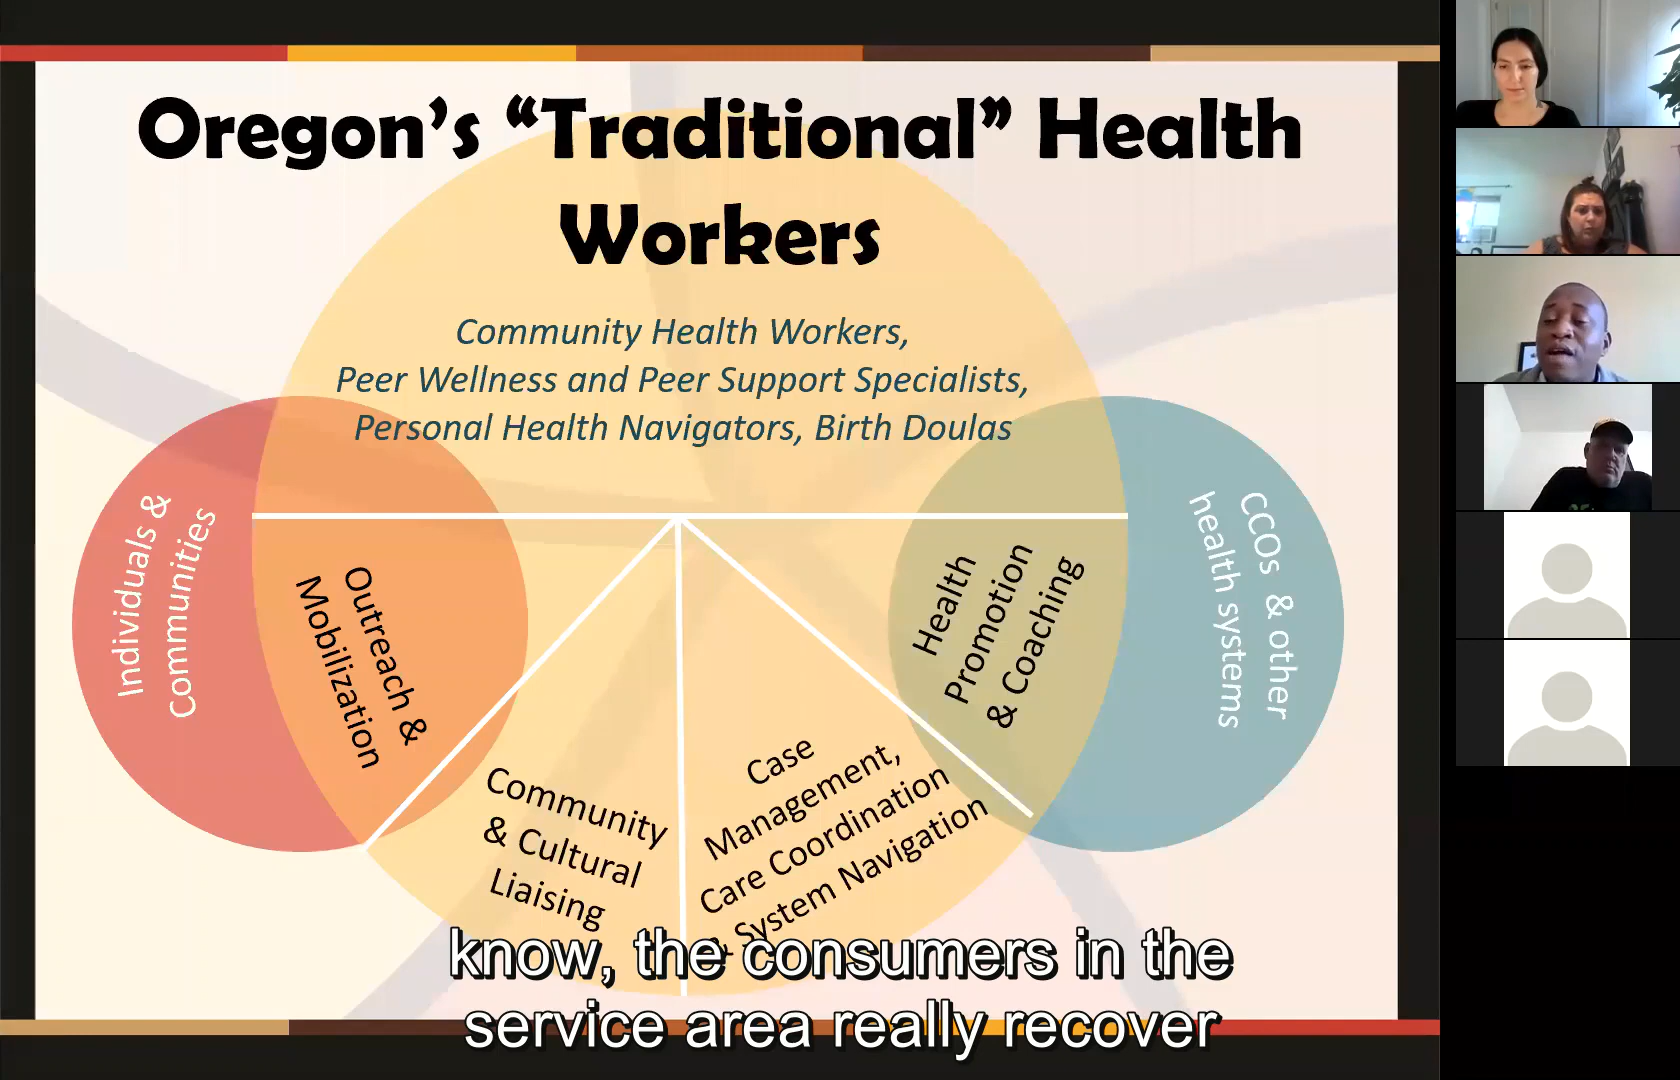 Oregon's “Traditional” Health
Workers
Community Health Workers,
Peer Wellness and Peer Support Specialists,
Personal Health Navigators, Birth Doulas
Individuals &
Communities
Outreach &
Mobilization
Community
& Cultural
Liaising
Case
Management,
Care Coordination
& System Navigation
Health
Promotion
& Coaching
CCOs & other
health systems
know, the consumers in the
service area really recover